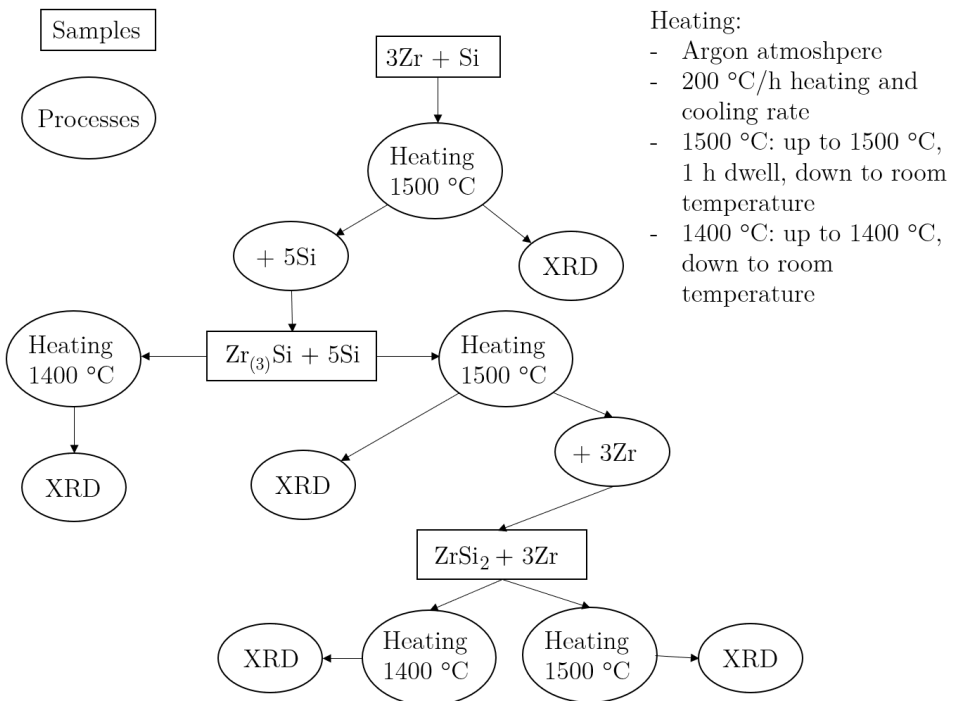 Samples
Processes
3Zr + Si
Heating
1500 °C
+ 5Si
XRD
Heating:
- Argon atmoshpere
- 200 °C/h heating and
cooling rate
- 1500 °C: up to 1500 °C,
1 h dwell, down to room
temperature
- 1400 °C: up to 1400 °C,
down to room
temperature
Heating
1400 °C
Zr(3)Si + 5Si
Heating
1500 °C
XRD
XRD
+ 3Zr
ZrSi2 + 3Zr
XRD
Heating
1400 °C
Heating
1500 °C
XRD